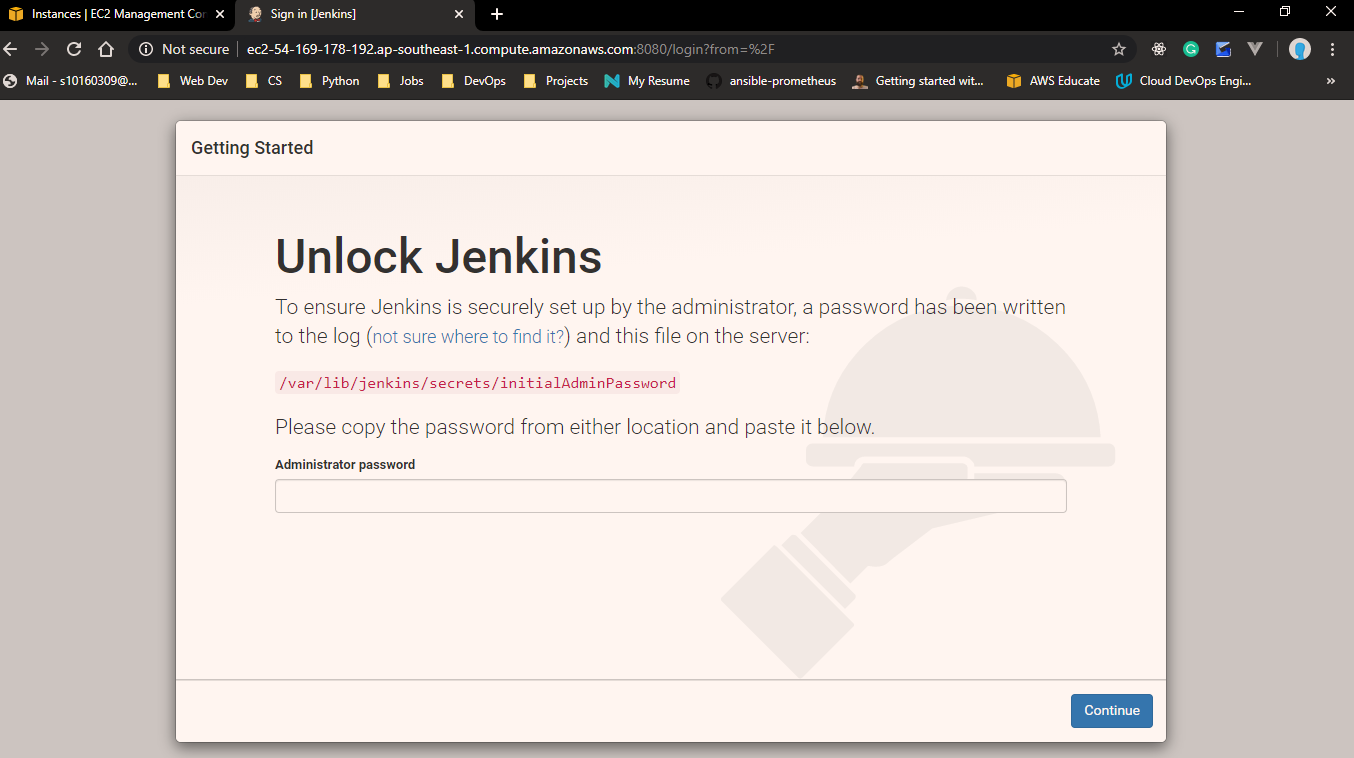 Instances | EC2 Management Con
Sign in [Jenkins]
Not secure
ec2-54-169-178-192.ap-southeast-1.compute.amazonaws.com:8080/login?from=%2F
Mail - s10160309@... Web Dev CS Python Jobs DevOps Projects My Resume ansible-prometheus Getting started wit... AWS Educate Cloud DevOps Engi... »
Getting Started
Unlock Jenkins
To ensure Jenkins is securely set up by the administrator, a password has been written
to the log (not sure where to find it?) and this file on the server:
/var/lib/jenkins/secrets/initialAdminPassword
Please copy the password from either location and paste it below.
Administrator password
Continue